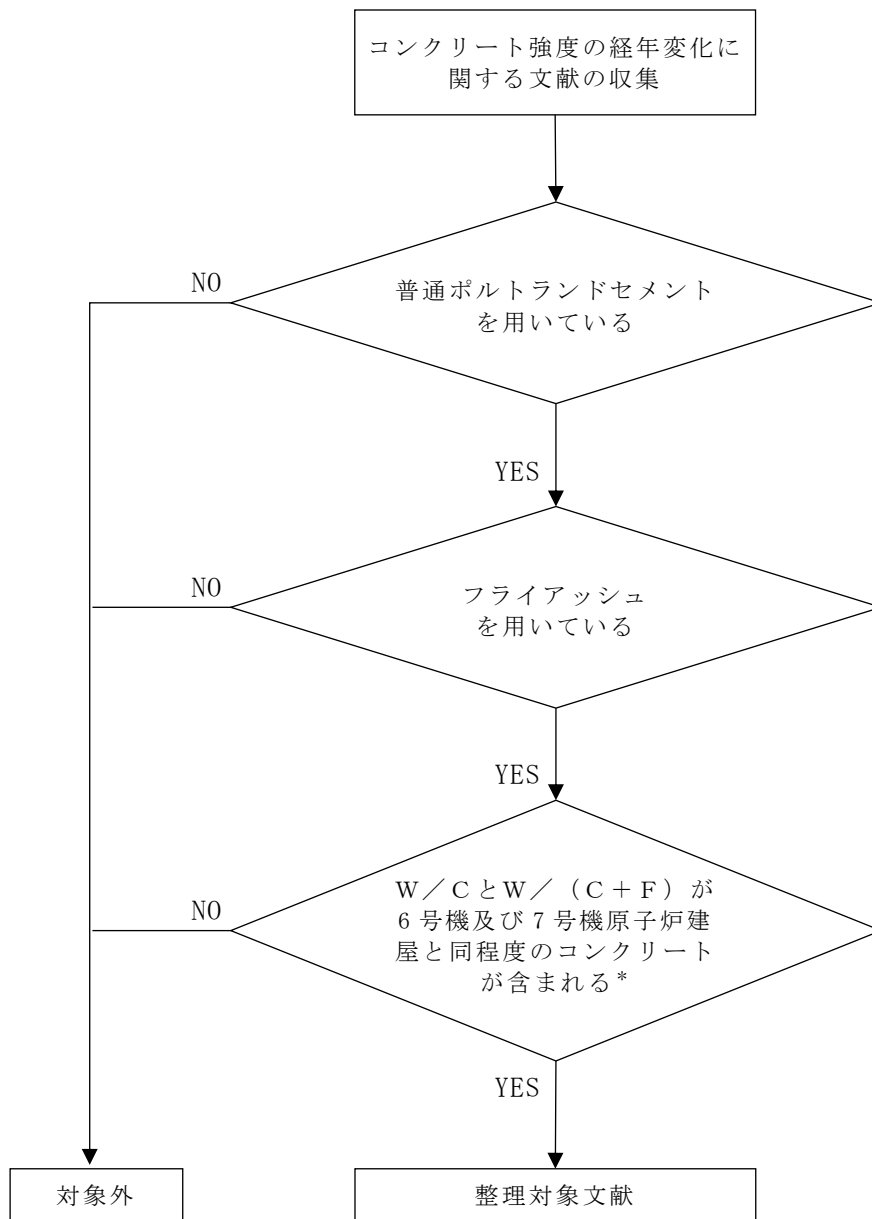 コンクリート強度の経年変化に
関する文献の収集
NO
普通ポルトランドセメント
を用いている
YES
NO
フライアッシュ
を用いている
YES
NO
W／CとW／（C＋F）が
6号機及び7号機原子炉建
屋と同程度のコンクリート
が含まれる*
YES
対象外
整理対象文献